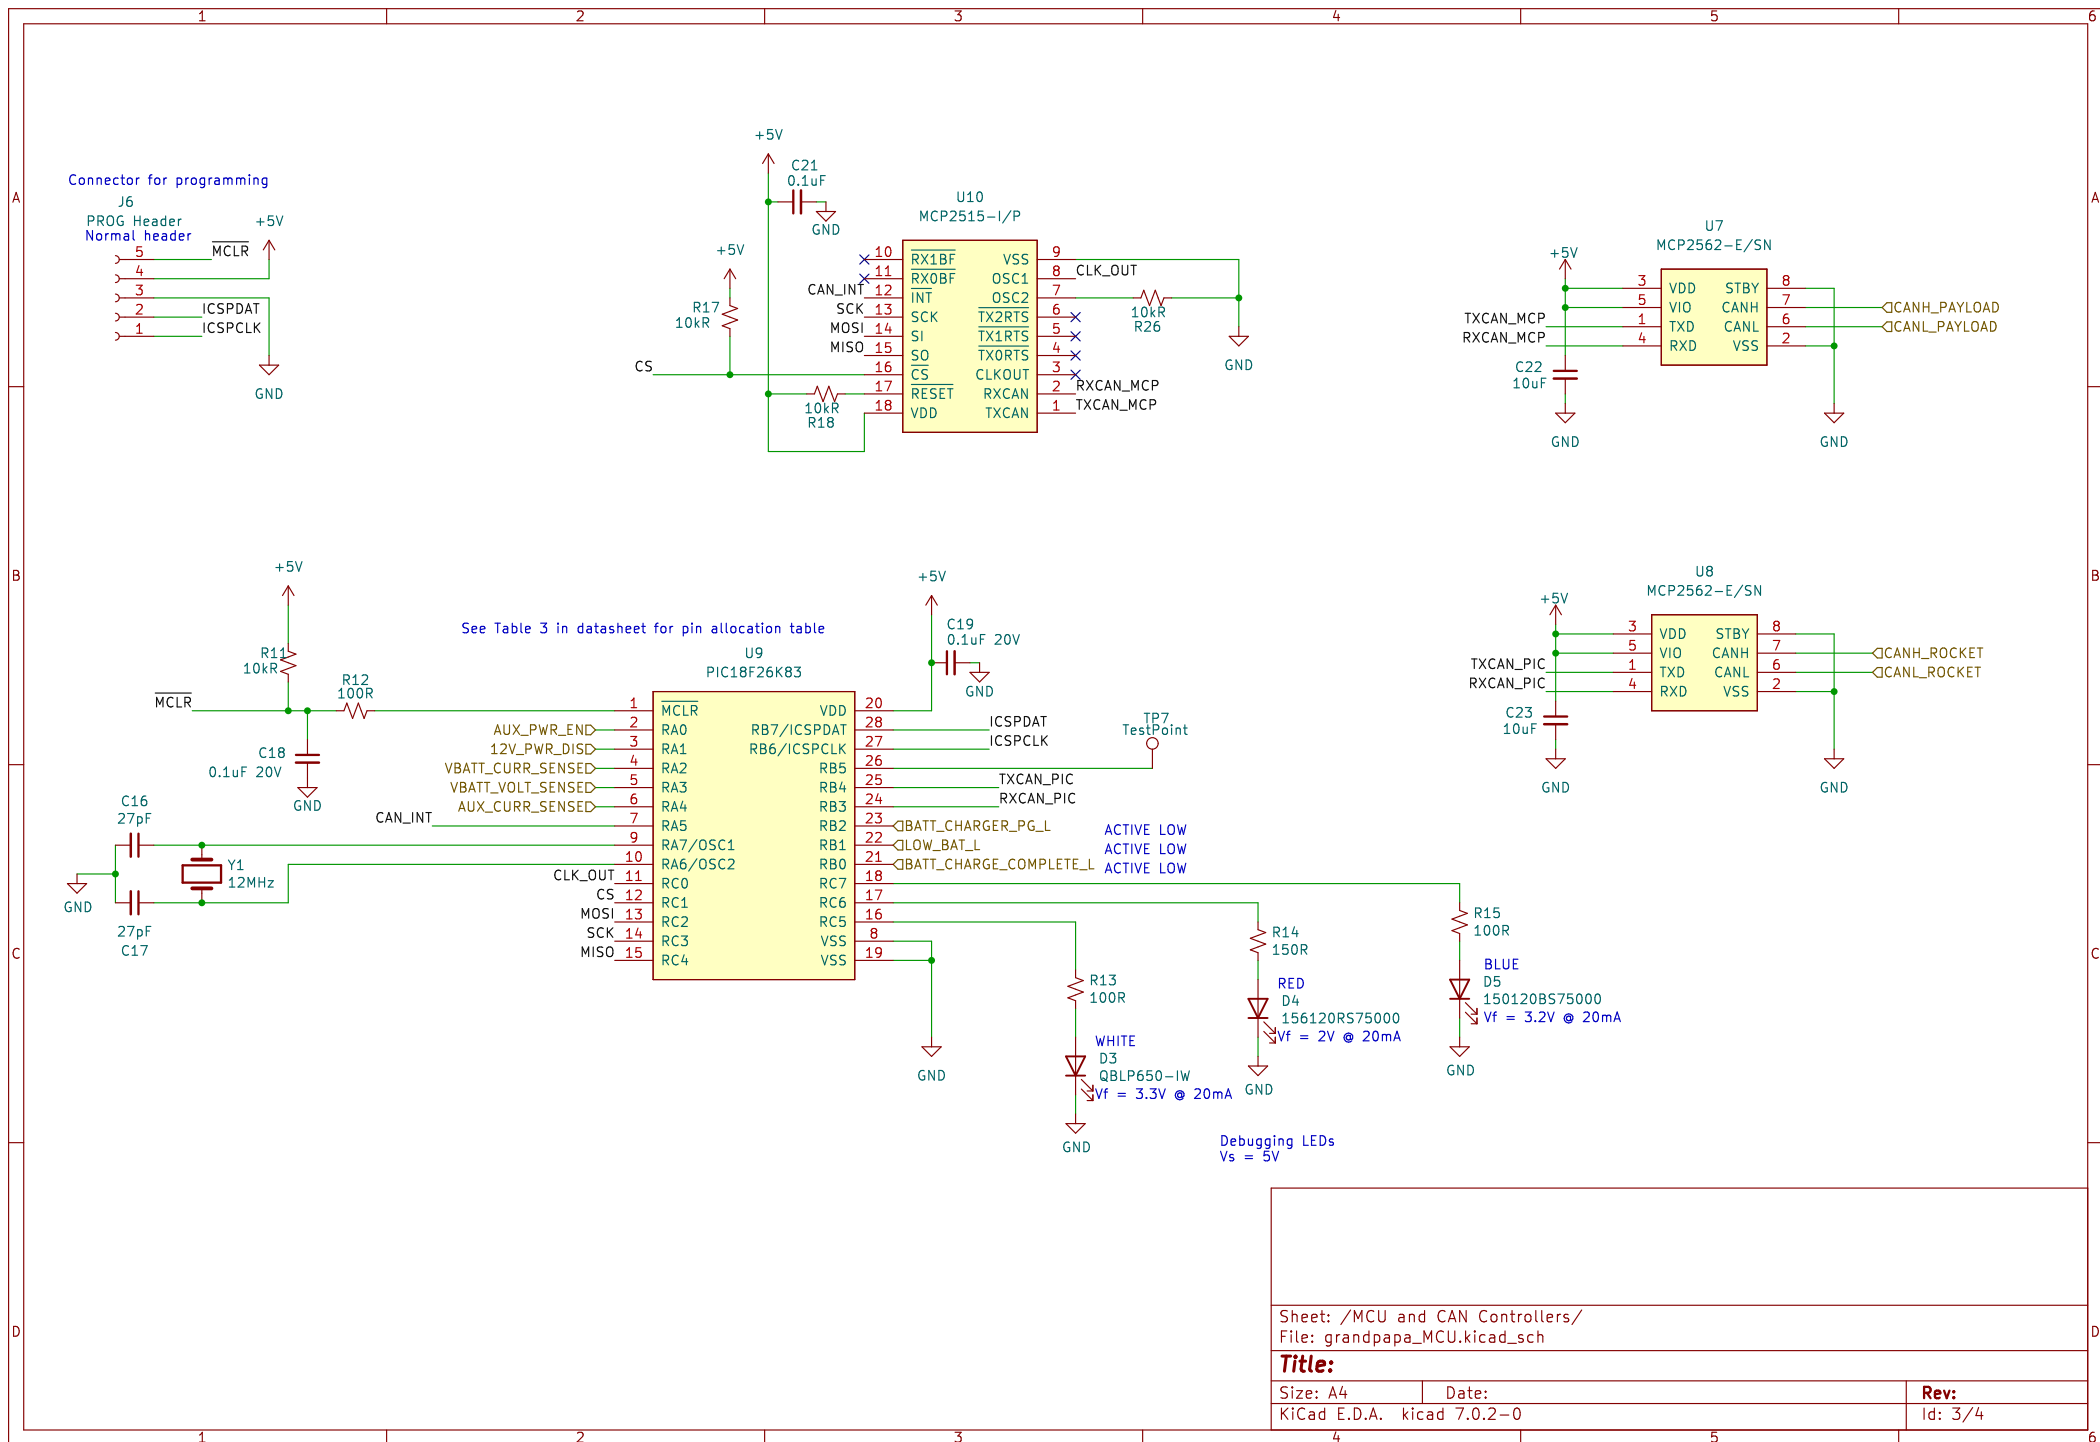 1 2 3 4 5 6
A A
B B
C C
D D
Connector for programming
J6
PROG Header
Normal header
+5V
5 MCLR
4
3
2 ICSPDAT
1 ICSPCLK
GND
+5V
C21
0.1uF
GND
+5V
R17
10kR
CS
10kR
R18
U10
MCP2515-I/P
10 RX1BF
11 RX0BF
CAN_INT 12 INT
SCK 13 SCK
MOSI 14 SI
MISO 15 SO
16 CS
17 RESET
18 VDD
VSS 9
OSC1 8 CLK_OUT
OSC2 7
TX2RTS 6
TX1RTS 5
TX0RTS 4
CLKOUT 3
RXCAN 2 RXCAN_MCP
TXCAN 1 TXCAN_MCP
10kR
R26
GND
U7
MCP2562-E/SN
+5V
3 VDD STBY 8
5 VIO CANH 7 CANH_PAYLOAD
TXCAN_MCP 1 TXD CANL 6 CANL_PAYLOAD
RXCAN_MCP 4 RXD VSS 2
C22
10uF
GND
GND
U8
MCP2562-E/SN
+5V
3 VDD STBY 8
5 VIO CANH 7 CANH_ROCKET
TXCAN_PIC 1 TXD CANL 6 CANL_ROCKET
RXCAN_PIC 4 RXD VSS 2
C23
10uF
GND
GND
+5V
R11
10kR
R12
100R
MCLR
C18
0.1uF 20V
GND
C16
27pF
Y1
12MHz
GND
27pF
C17
See Table 3 in datasheet for pin allocation table
U9
PIC18F26K83
+5V
C19
0.1uF 20V
GND
1 MCLR
AUX_PWR_EN 2 RA0
12V_PWR_DIS 3 RA1
VBATT_CURR_SENSE 4 RA2
VBATT_VOLT_SENSE 5 RA3
AUX_CURR_SENSE 6 RA4
CAN_INT 7 RA5
9 RA7/OSC1
10 RA6/OSC2
CLK_OUT 11 RC0
CS 12 RC1
MOSI 13 RC2
SCK 14 RC3
MISO 15 RC4
VDD 20
RB7/ICSPDAT 28 ICSPDAT
RB6/ICSPCLK 27 ICSPCLK
RB5 26
RB4 25 TXCAN_PIC
RB3 24 RXCAN_PIC
RB2 23 BATT_CHARGER_PG_L ACTIVE LOW
RB1 22 LOW_BAT_L ACTIVE LOW
RB0 21 BATT_CHARGE_COMPLETE_L ACTIVE LOW
RC7 18
RC6 17
RC5 16
VSS 8
VSS 19
GND
TP7
TestPoint
R13
100R
WHITE
D3
QBLP650-IW
Vf = 3.3V @ 20mA
GND
R14
150R
RED
D4
156120RS75000
Vf = 2V @ 20mA
GND
R15
100R
BLUE
D5
150120BS75000
Vf = 3.2V @ 20mA
GND
Debugging LEDs
Vs = 5V
Sheet: /MCU and CAN Controllers/
File: grandpapa_MCU.kicad_sch
Title:
Size: A4 Date: Rev:
KiCad E.D.A. kicad 7.0.2-0 Id: 3/4
1 2 3 4 5 6